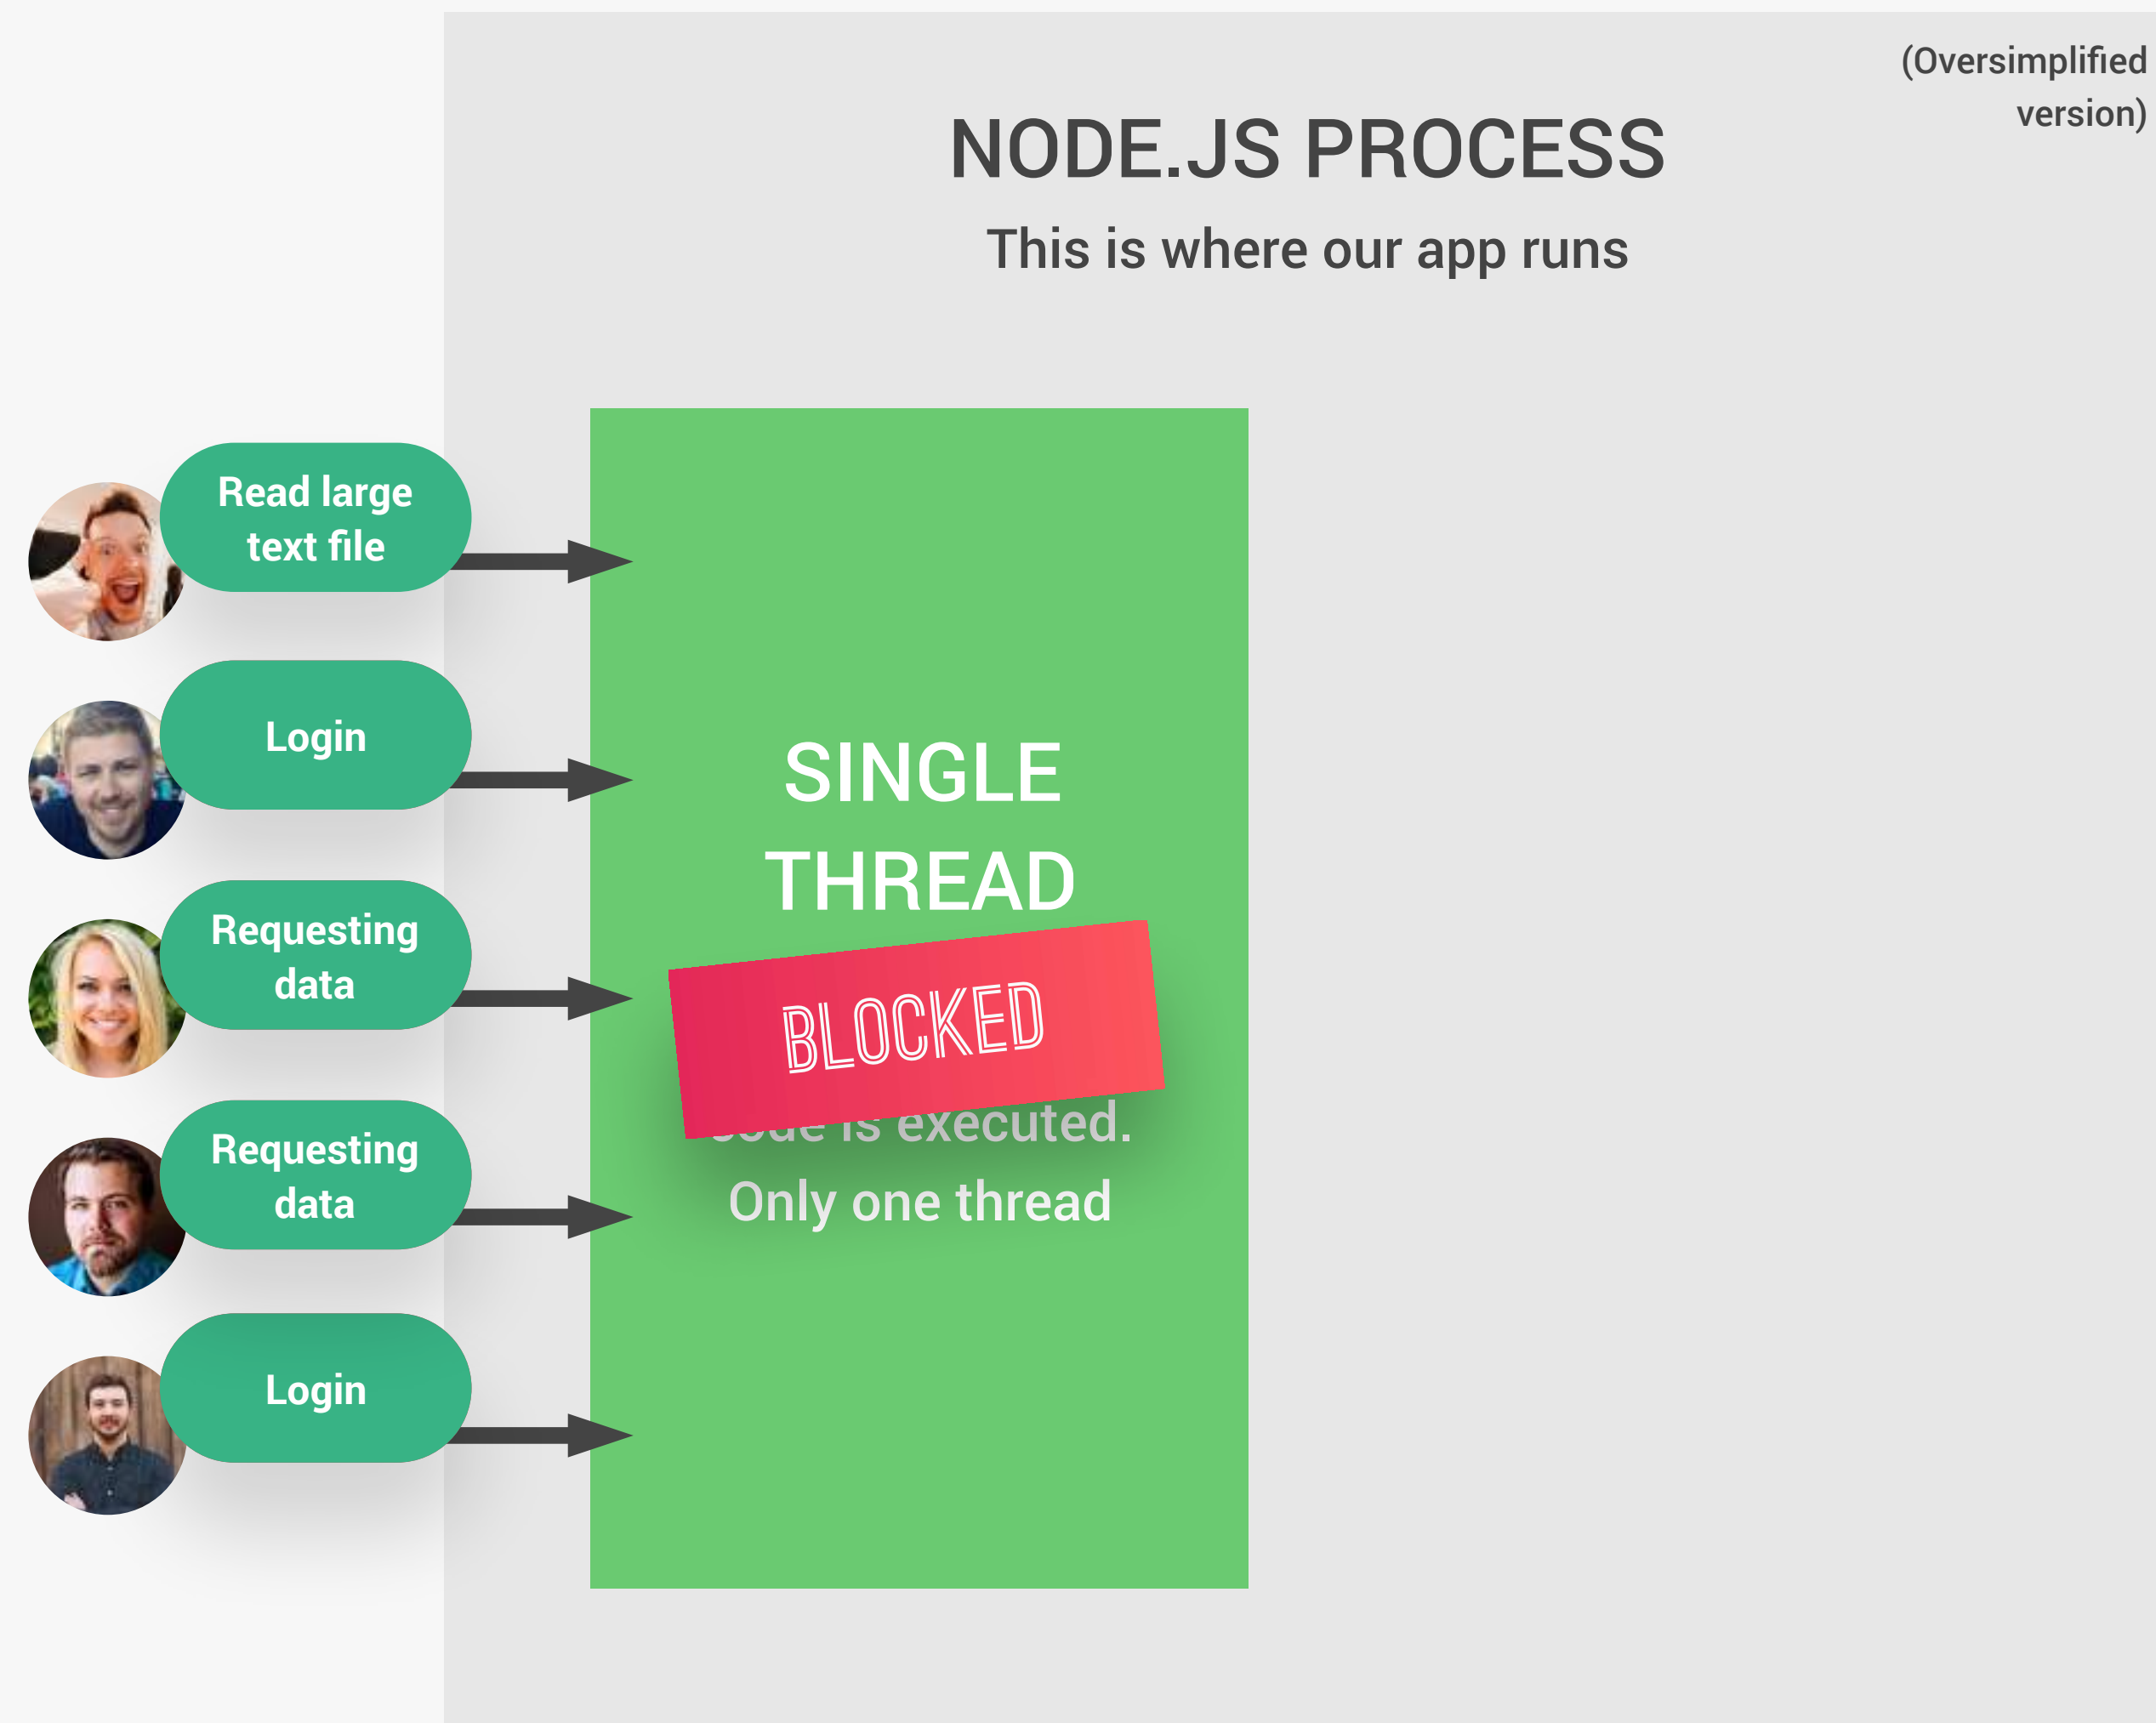 (Oversimplified
version)
NODE.JS PROCESS
This is where our app runs
Read large
text file
Login
Requesting
data
Requesting
data
Login
SINGLE
THREAD
BLOCKED
is executed.
Only one thread